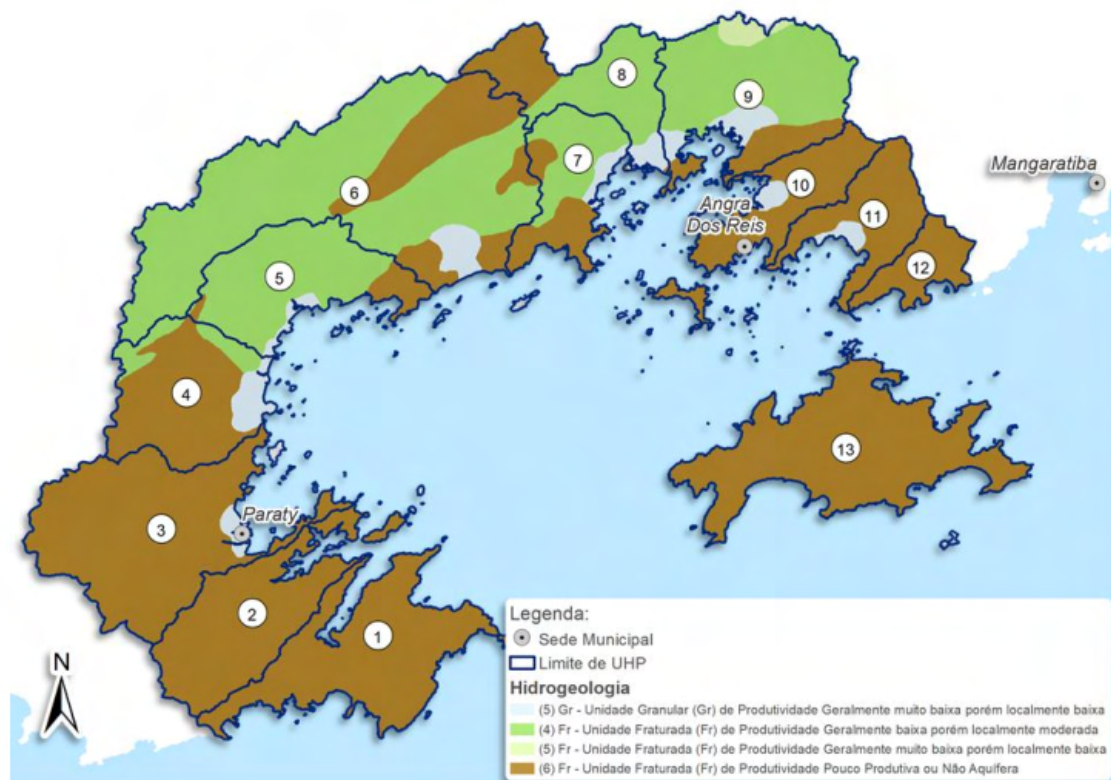 8
9
Mangaratiba
7
10
6
Angra
Dos Reis
11
5
12
4
13
Paratý
3
2
1
N
Legenda:
Sede Municipal
Limite de UHP
Hidrogeologia
(5) Gr - Unidade Granular (Gr) de Produtividade Geralmente muito baixa porém localmente baixa
(4) Fr - Unidade Fraturada (Fr) de Produtividade Geralmente baixa porém localmente moderada
(5) Fr - Unidade Fraturada (Fr) de Produtividade Geralmente muito baixa porém localmente baixa
(6) Fr - Unidade Fraturada (Fr) de Produtividade Pouco Produtiva ou Não Aquífera